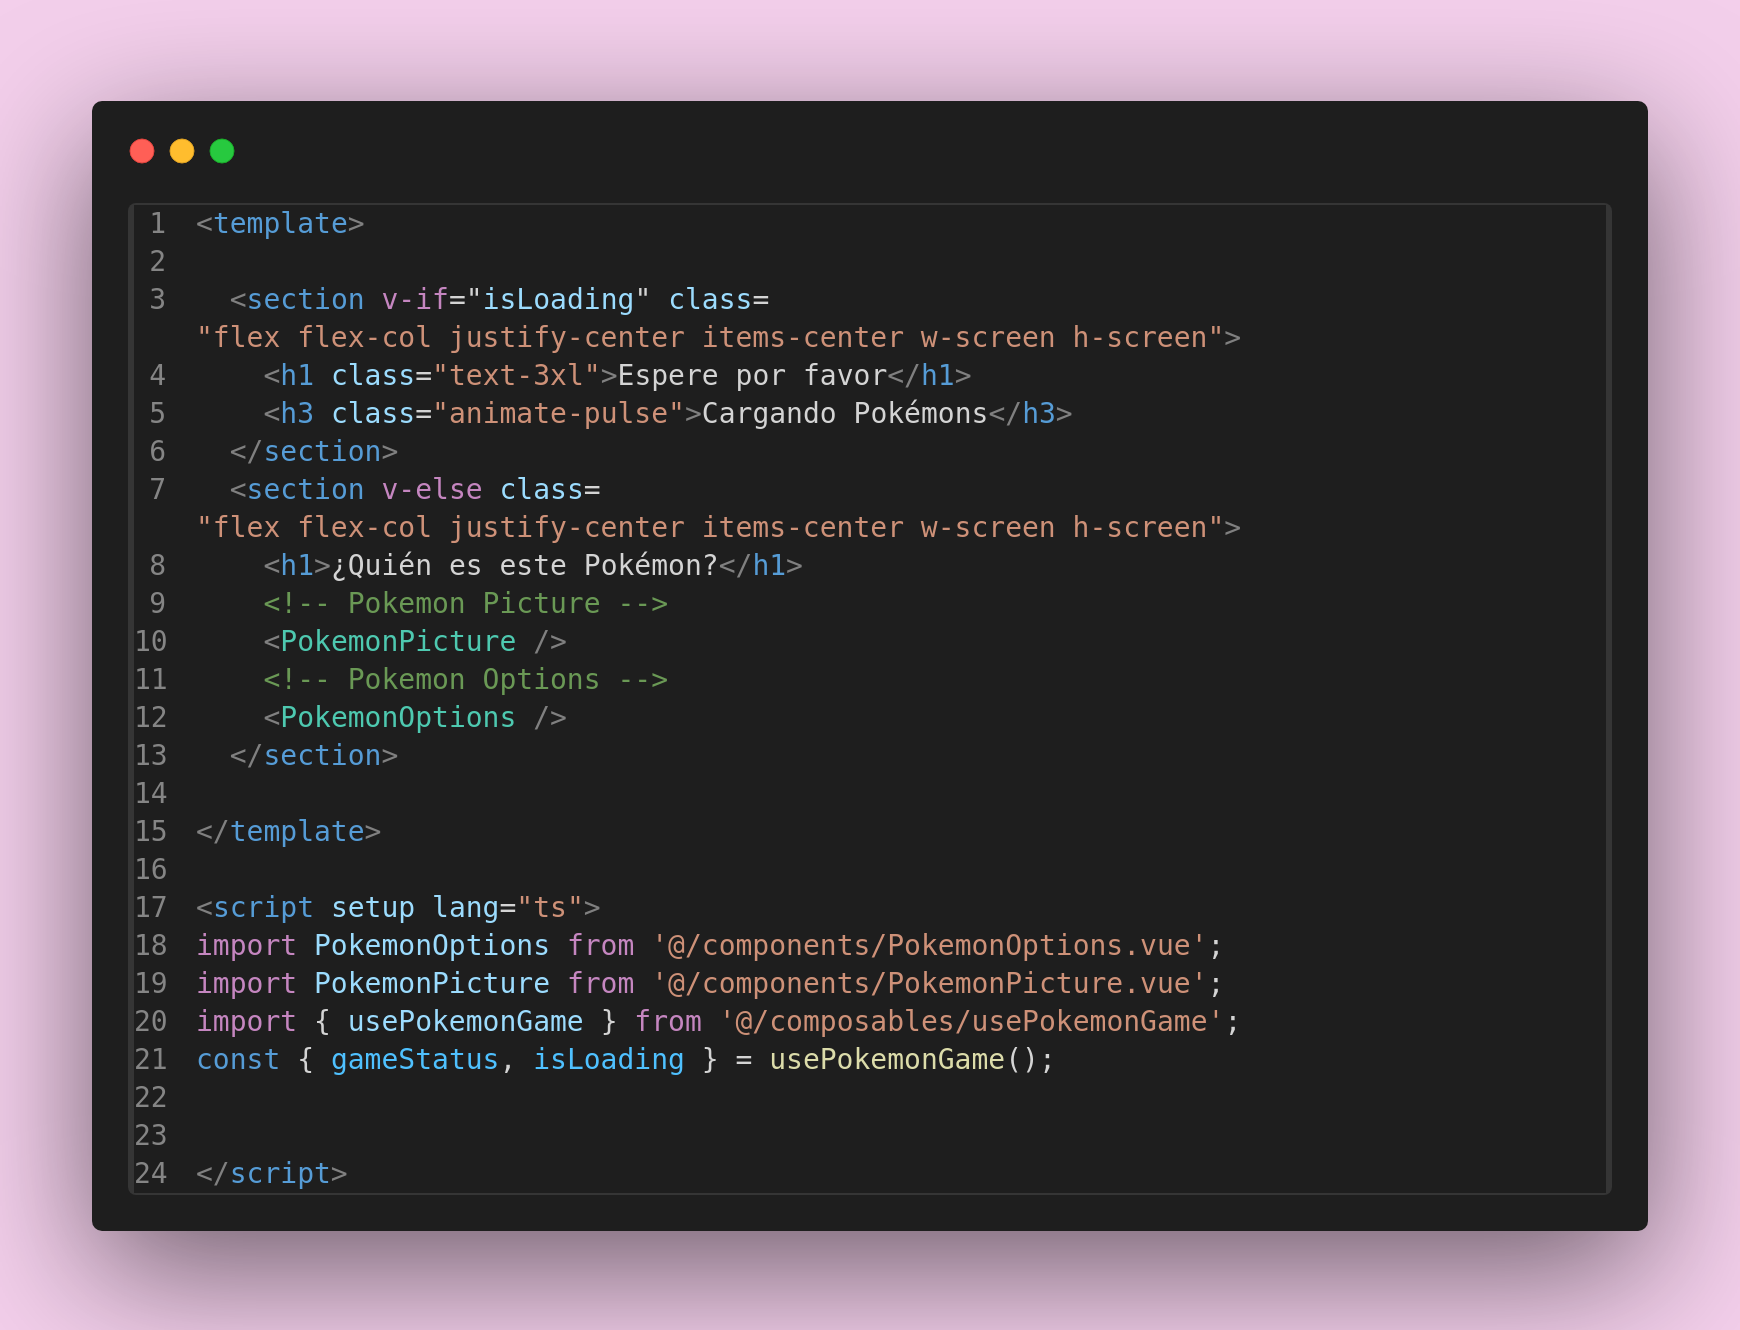 1 <template>
2
3   <section v-if="isLoading" class=
"flex flex-col justify-center items-center w-screen h-screen">
4     <h1 class="text-3xl">Espere por favor</h1>
5     <h3 class="animate-pulse">Cargando Pokémons</h3>
6   </section>
7   <section v-else class=
"flex flex-col justify-center items-center w-screen h-screen">
8     <h1>¿Quién es este Pokémon?</h1>
9     <!-- Pokemon Picture -->
10     <PokemonPicture />
11     <!-- Pokemon Options -->
12     <PokemonOptions />
13   </section>
14
15 </template>
16
17 <script setup lang="ts">
18 import PokemonOptions from '@/components/PokemonOptions.vue';
19 import PokemonPicture from '@/components/PokemonPicture.vue';
20 import { usePokemonGame } from '@/composables/usePokemonGame';
21 const { gameStatus, isLoading } = usePokemonGame();
22
23
24 </script>